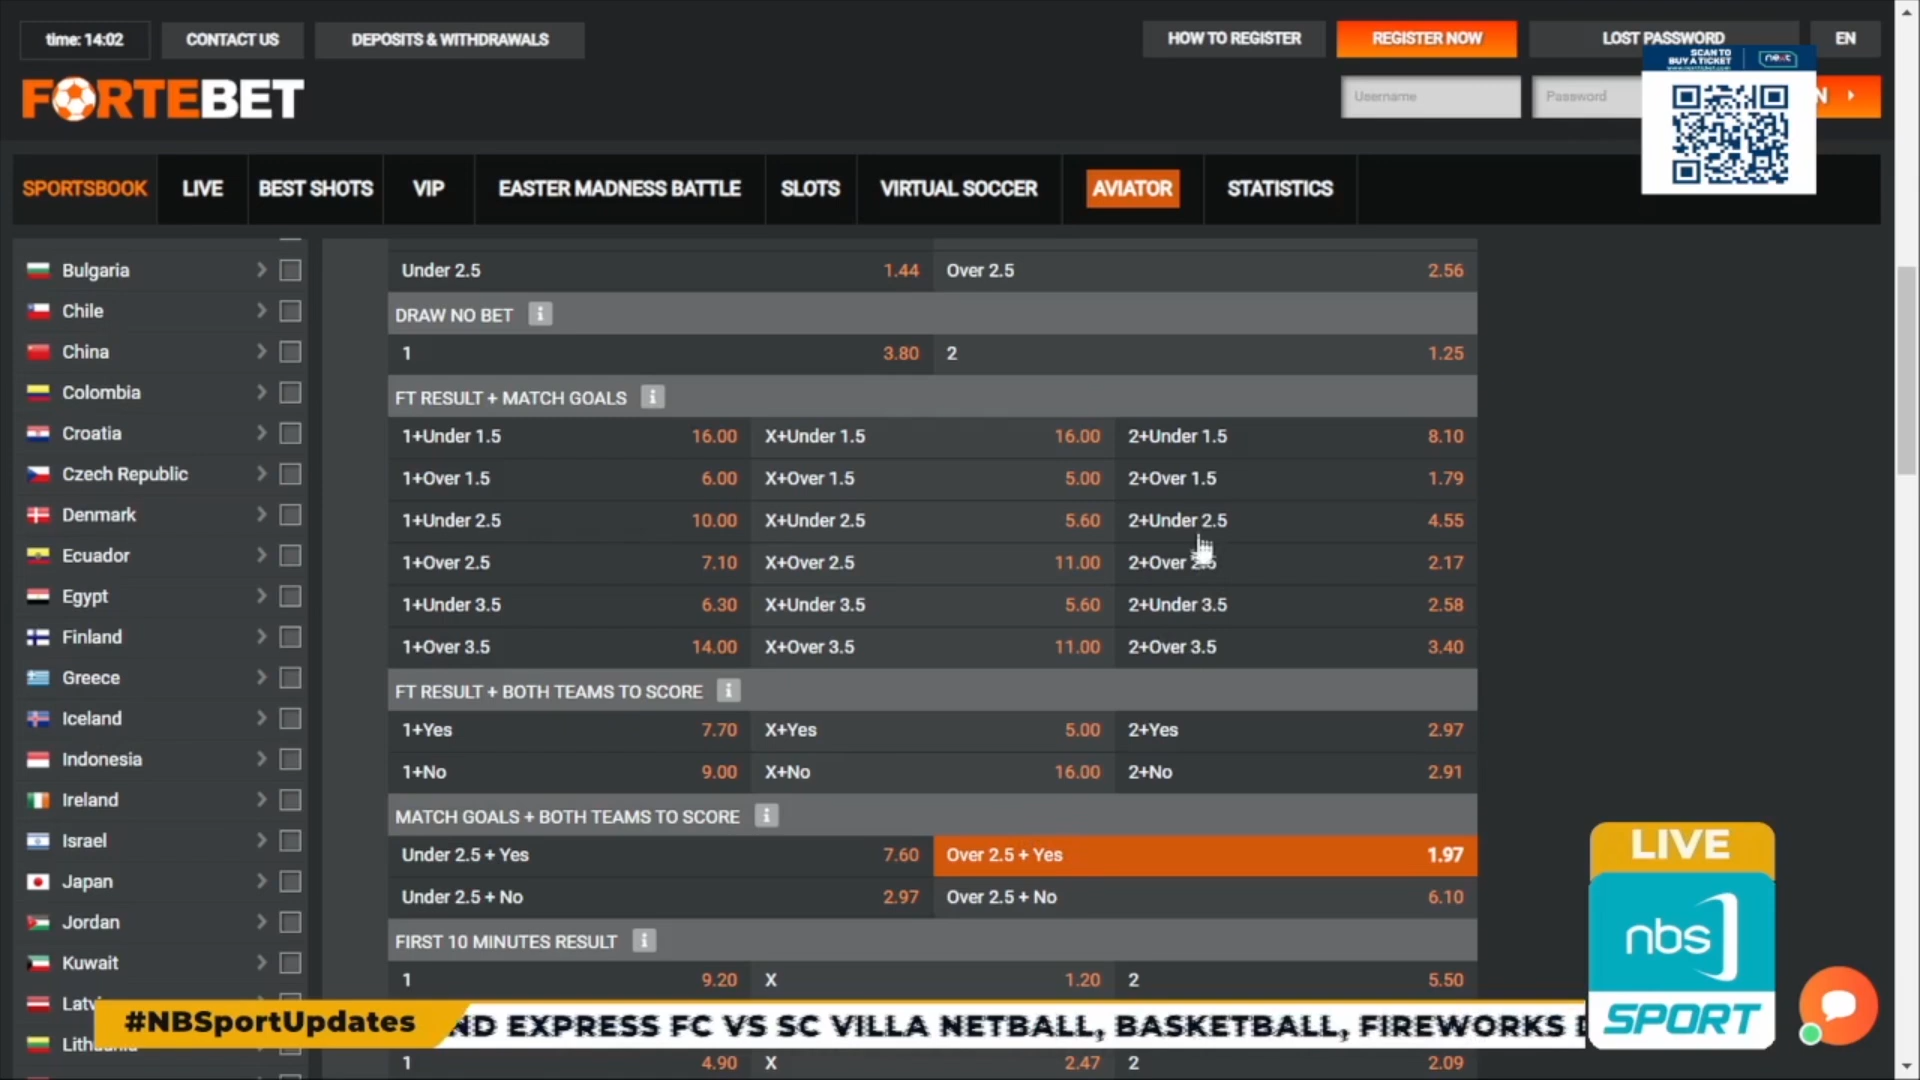 time: 14:02
CONTACT US
DEPOSITS & WITHDRAWALS
HOW TO REGISTER
REGISTER NOW
LOST PASSWORD
EN
SCAN TO
BUY A TICKET
next
FORTEBET
Username
Password
N
SPORTSBOOK
LIVE
BEST SHOTS
VIP
EASTER MADNESS BATTLE
SLOTS
VIRTUAL SOCCER
AVIATOR
STATISTICS
Bulgaria
Chile
China
Colombia
Croatia
Czech Republic
Denmark
Ecuador
Egypt
Finland
Greece
Iceland
Indonesia
Ireland
Israel
Japan
Jordan
Kuwait
Under 2.5 1.44 Over 2.5 2.56
DRAW NO BET i
1 3.80 2 1.25
FT RESULT + MATCH GOALS i
1+Under 1.5 16.00 X+Under 1.5 16.00 2+Under 1.5 8.10
1+Over 1.5 6.00 X+Over 1.5 5.00 2+Over 1.5 1.79
1+Under 2.5 10.00 X+Under 2.5 5.60 2+Under 2.5 4.55
1+Over 2.5 7.10 X+Over 2.5 11.00 2+Over 2.5 2.17
1+Under 3.5 6.30 X+Under 3.5 5.60 2+Under 3.5 2.58
1+Over 3.5 14.00 X+Over 3.5 11.00 2+Over 3.5 3.40
FT RESULT + BOTH TEAMS TO SCORE i
1+Yes 7.70 X+Yes 5.00 2+Yes 2.97
1+No 9.00 X+No 16.00 2+No 2.91
MATCH GOALS + BOTH TEAMS TO SCORE i
Under 2.5 + Yes 7.60 Over 2.5 + Yes 1.97
Under 2.5 + No 2.97 Over 2.5 + No 6.10
FIRST 10 MINUTES RESULT i
1 9.20 X 1.20 2 5.50
1 4.90 X 2.47 2 2.09
LIVE
nbs
SPORT
#NBSportUpdates
ND EXPRESS FC VS SC VILLA NETBALL, BASKETBALL, FIREWORKS